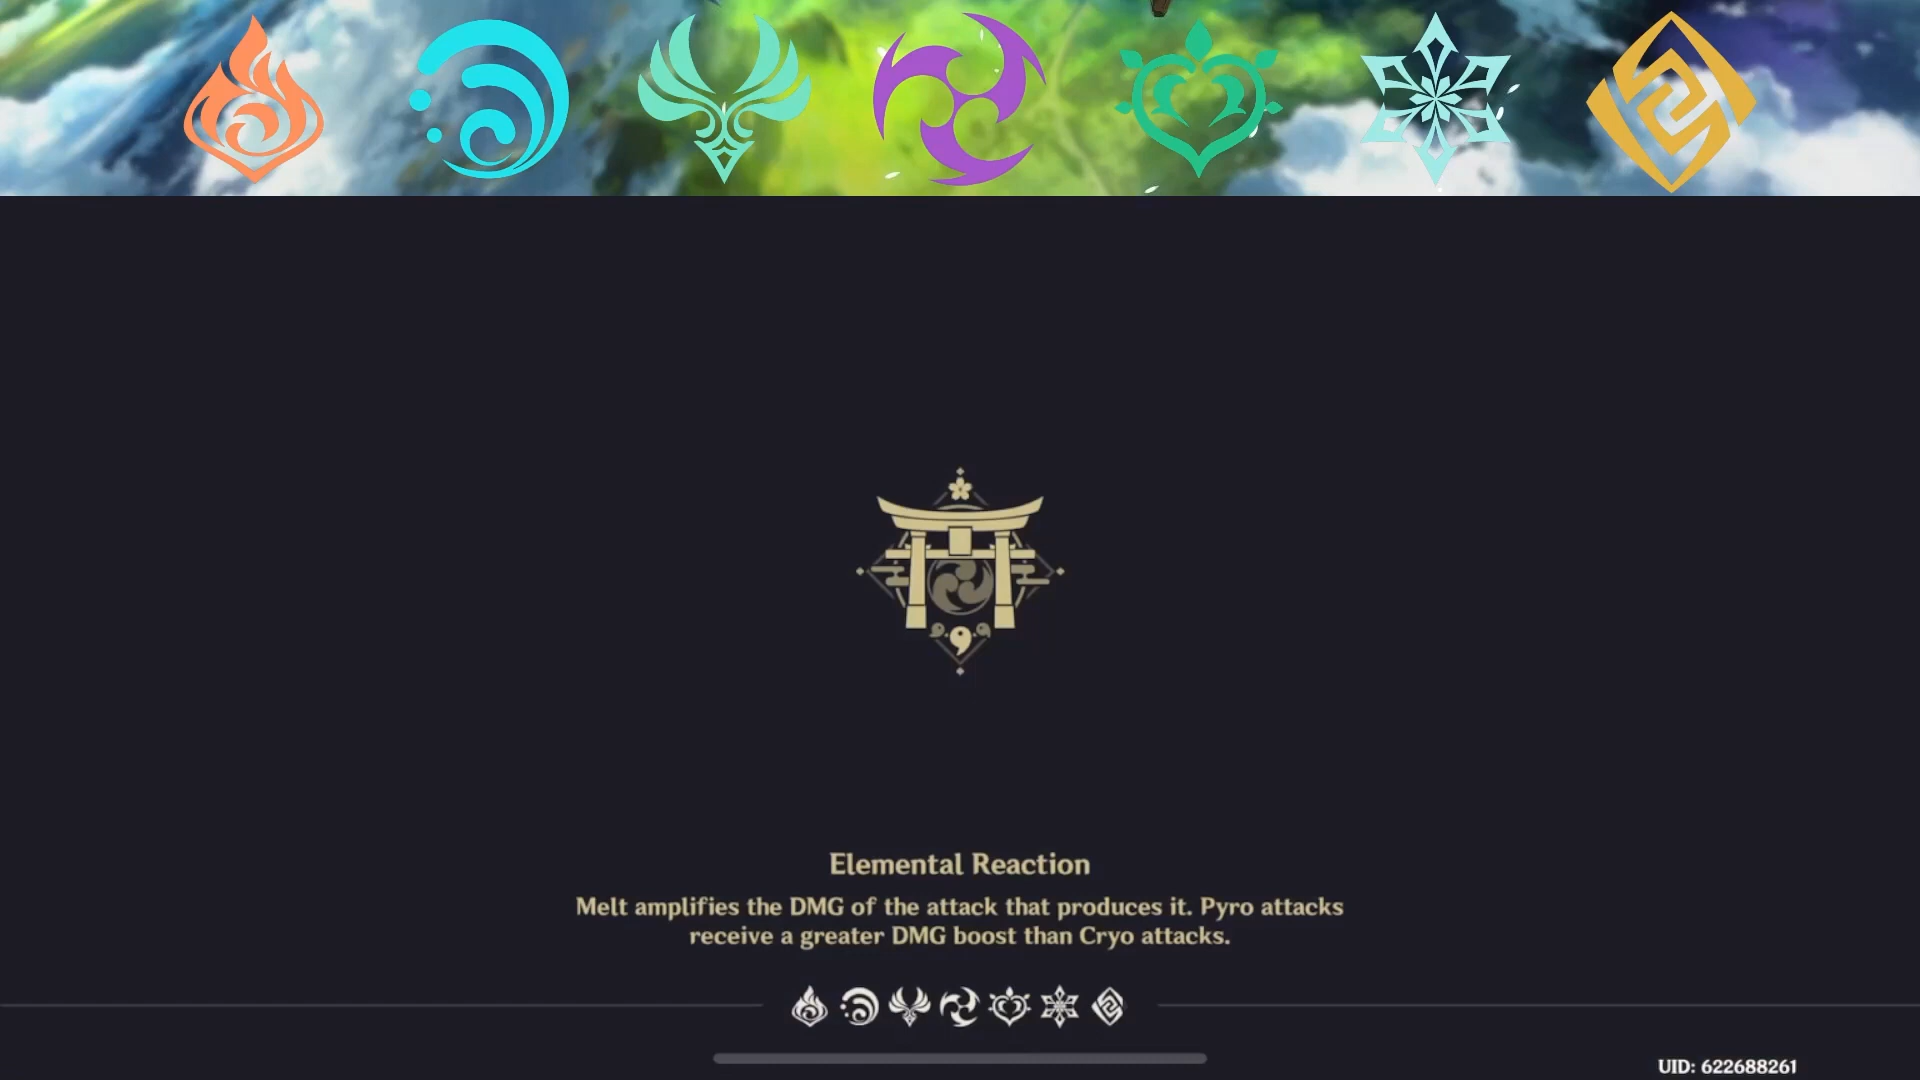 Elemental Reaction
Melt amplifies the DMG of the attack that produces it. Pyro attacks
receive a greater DMG boost than Cryo attacks.
UID: 622688261